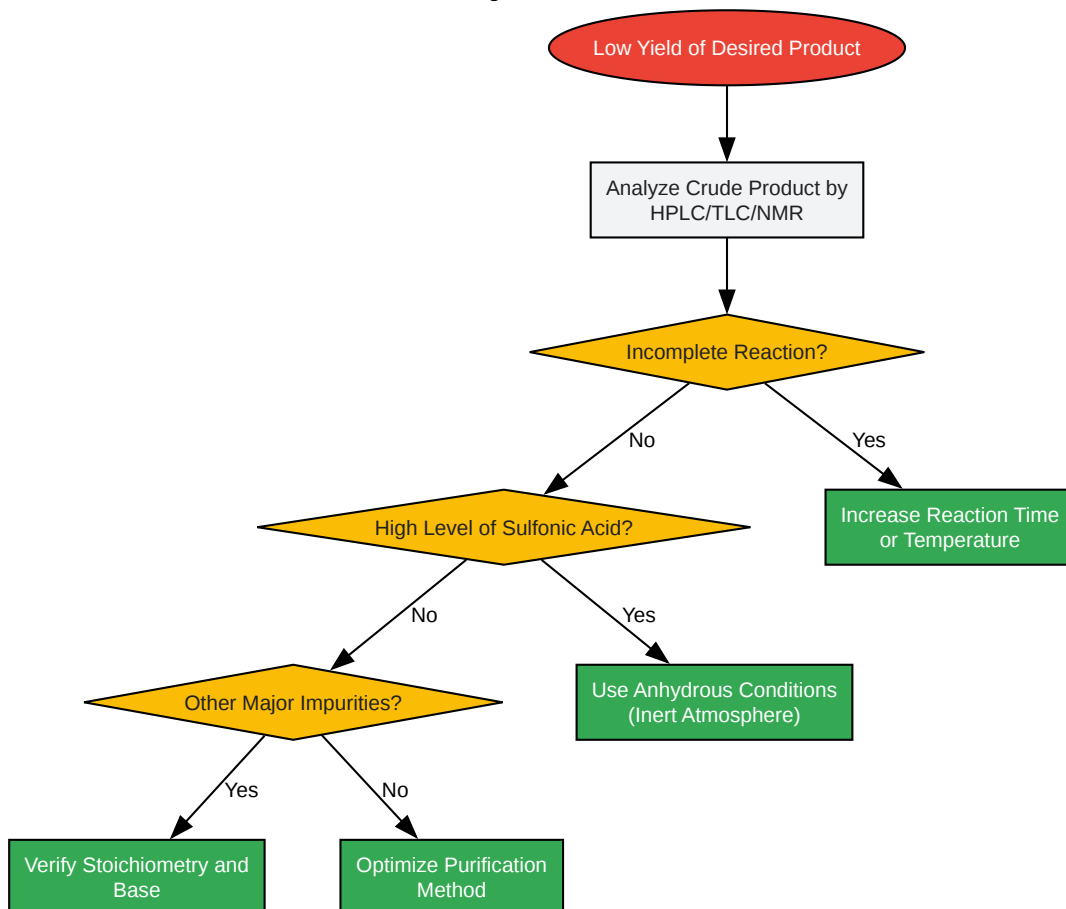 Low Yield of Desired Product
Analyze Crude Product by
HPLC/TLC/NMR
Incomplete Reaction?
No
Yes
High Level of Sulfonic Acid?
Increase Reaction Time
or Temperature
No
Yes
Other Major Impurities?
Use Anhydrous Conditions
(Inert Atmosphere)
Yes
No
Verify Stoichiometry and
Base
Optimize Purification
Method